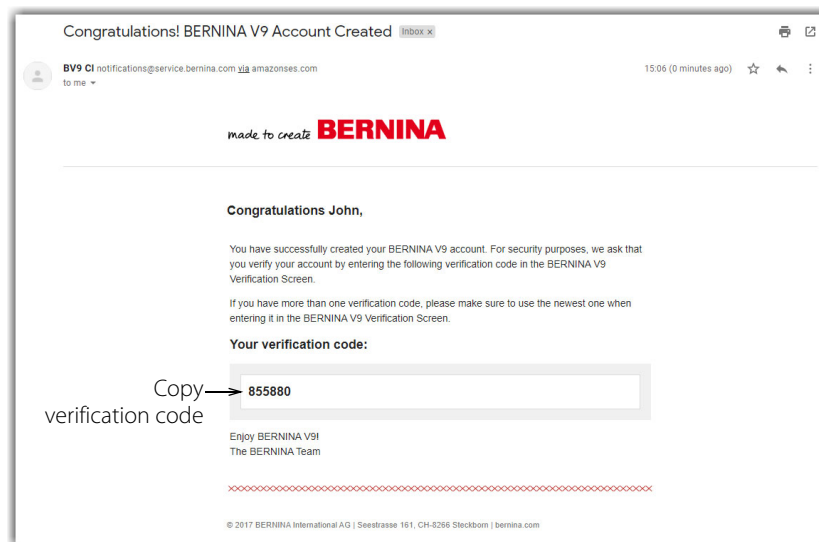 Congratulations! BERNINA V9 Account Created Inbox x
BV9 CI notifications@service.bernina.com via amazonses.com 15:06 (0 minutes ago)
to me
made to create BERNINA
Congratulations John,
You have successfully created your BERNINA V9 account. For security purposes, we ask that
you verify your account by entering the following verification code in the BERNINA V9
Verification Screen.
If you have more than one verification code, please make sure to use the newest one when
entering it in the BERNINA V9 Verification Screen.
Your verification code:
Copy
verification code
855880
Enjoy BERNINA V9!
The BERNINA Team
© 2017 BERNINA International AG | Seestrasse 161, CH-8266 Steckborn | bernina.com